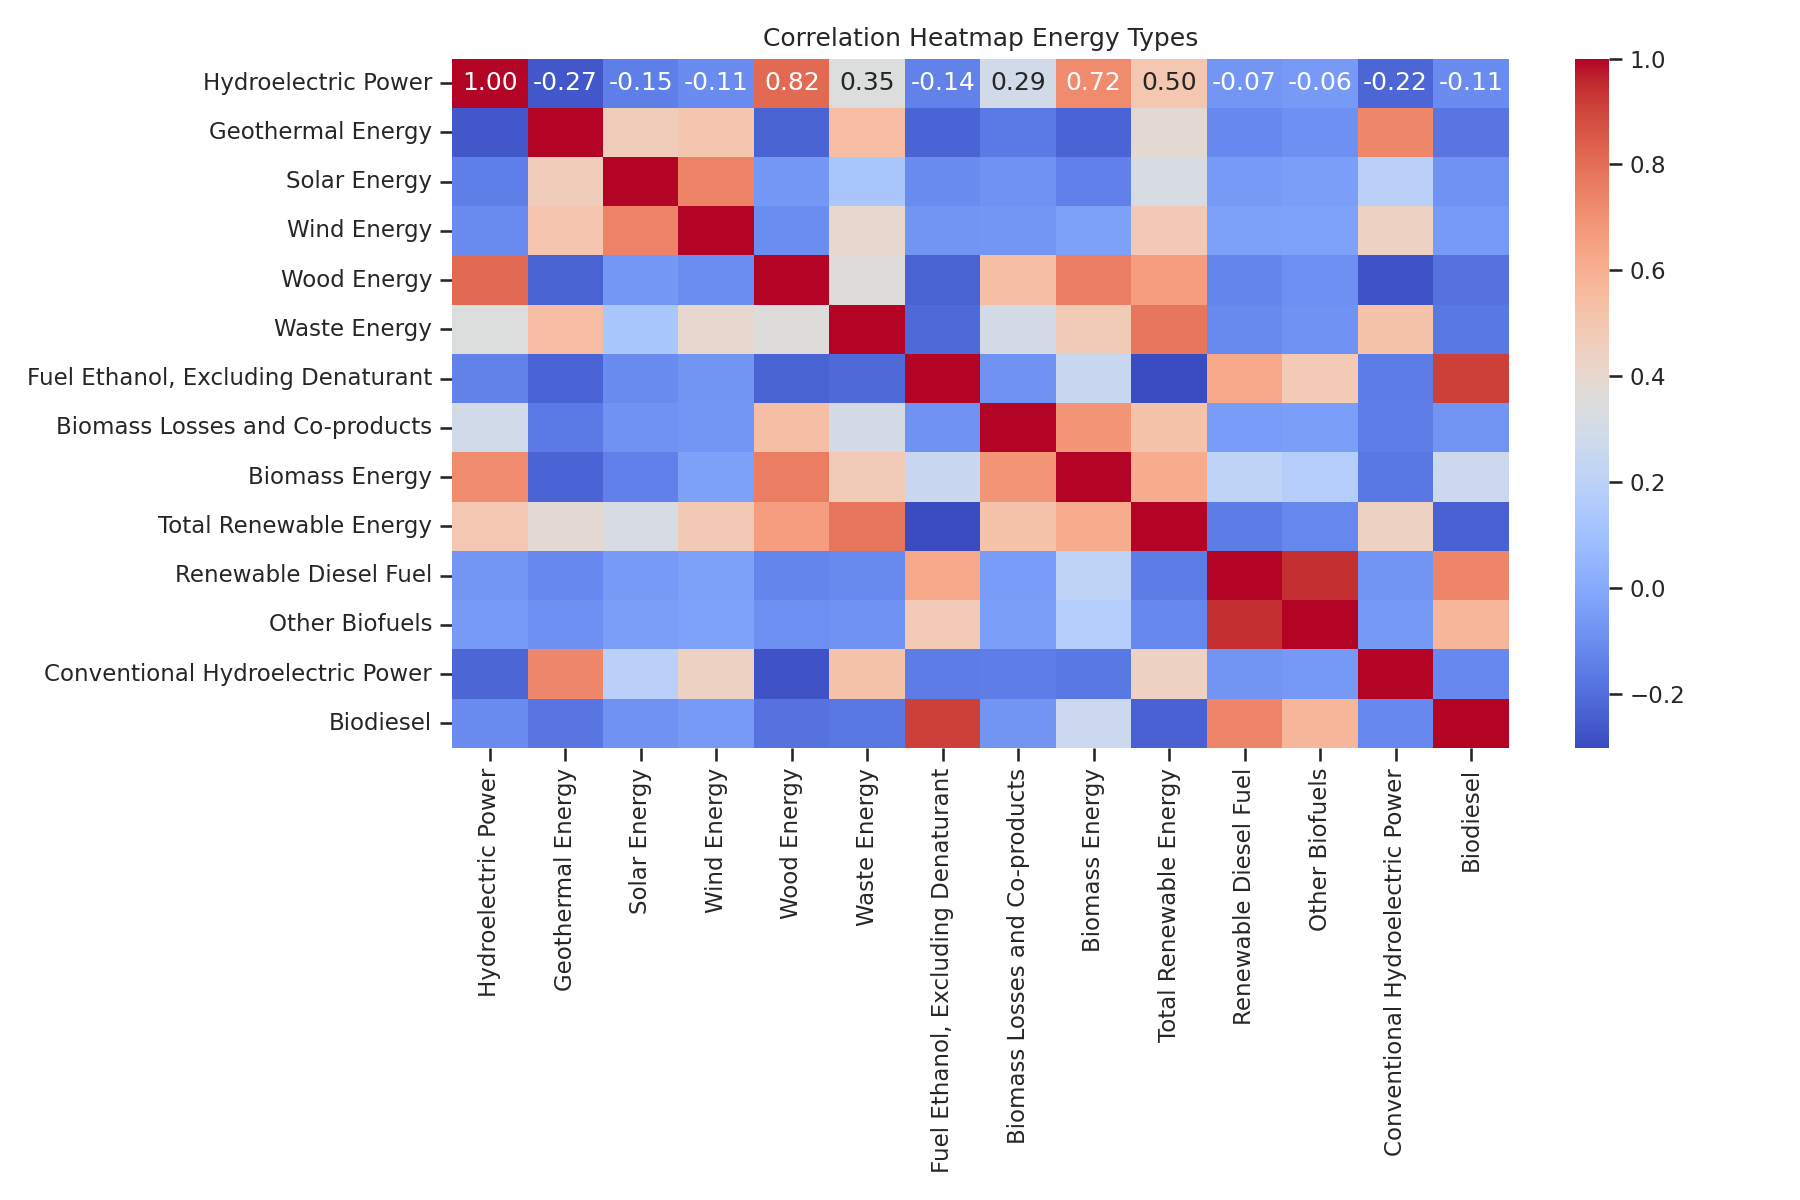 Correlation Heatmap Energy Types
Hydroelectric Power 1.00 -0.27 -0.15 -0.11 0.82 0.35 -0.14 0.29 0.72 0.50 -0.07 -0.06 -0.22 -0.11
Geothermal Energy
Solar Energy
Wind Energy
Wood Energy
Waste Energy
Fuel Ethanol, Excluding Denaturant
Biomass Losses and Co-products
Biomass Energy
Total Renewable Energy
Renewable Diesel Fuel
Other Biofuels
Conventional Hydroelectric Power
Biodiesel
Hydroelectric Power
Geothermal Energy
Solar Energy
Wind Energy
Wood Energy
Waste Energy
Fuel Ethanol, Excluding Denaturant
Biomass Losses and Co-products
Biomass Energy
Total Renewable Energy
Renewable Diesel Fuel
Other Biofuels
Conventional Hydroelectric Power
Biodiesel
1.0
0.8
0.6
0.4
0.2
0.0
−0.2